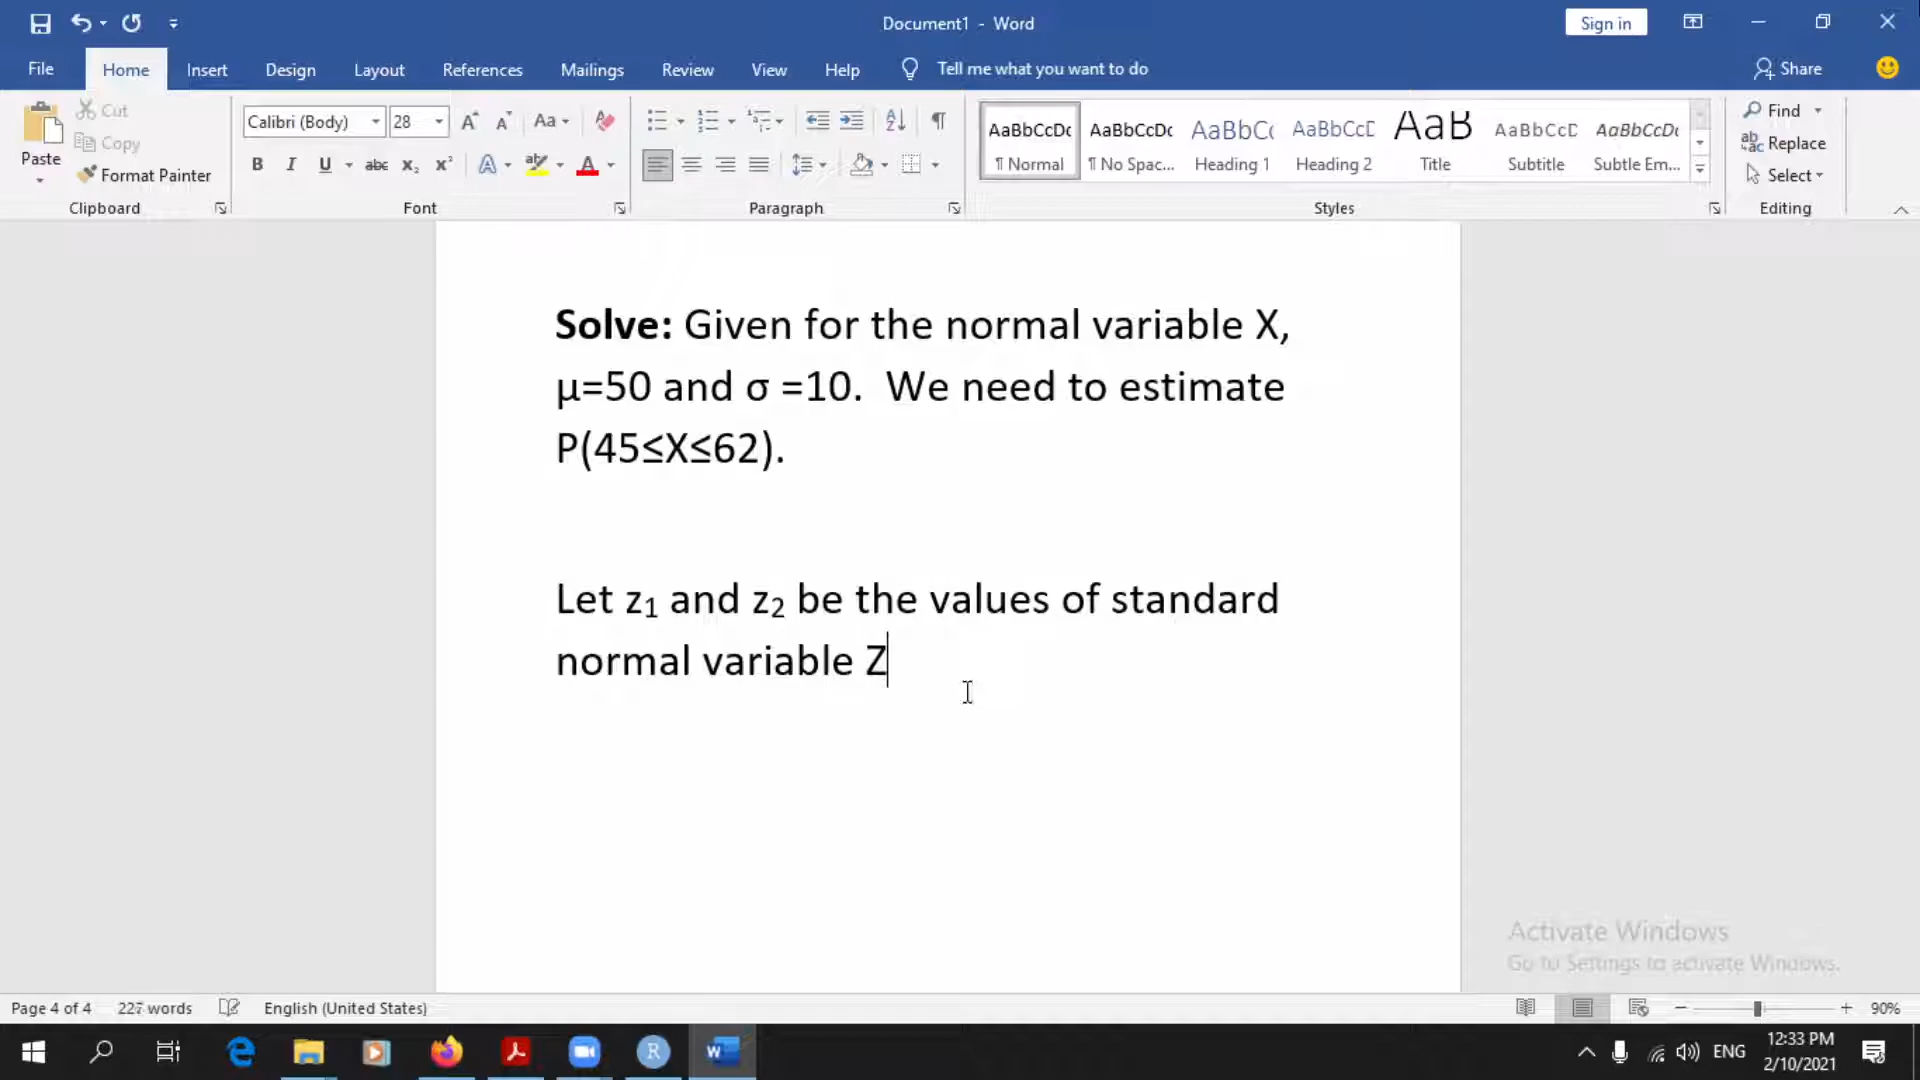 Document1 - Word
Sign in
File Home Insert Design Layout References Mailings Review View Help Tell me what you want to do Share
Paste
Cut
Copy
Format Painter
Clipboard
Calibri (Body) 28
Font
Paragraph
AaBbCcDc AaBbCcDc AaBbC AaBbCcD AaB AaBbCcD AaBbCcDc
¶ Normal ¶ No Spac... Heading 1 Heading 2 Title Subtitle Subtle Em...
Styles
Find
Replace
Select
Editing
Solve: Given for the normal variable X,
μ=50 and σ =10. We need to estimate
P(45≤X≤62).
Let z₁ and z₂ be the values of standard
normal variable Z
Activate Windows
Go to Settings to activate Windows.
Page 4 of 4 227 words English (United States) 90%
ENG
12:33 PM
2/10/2021